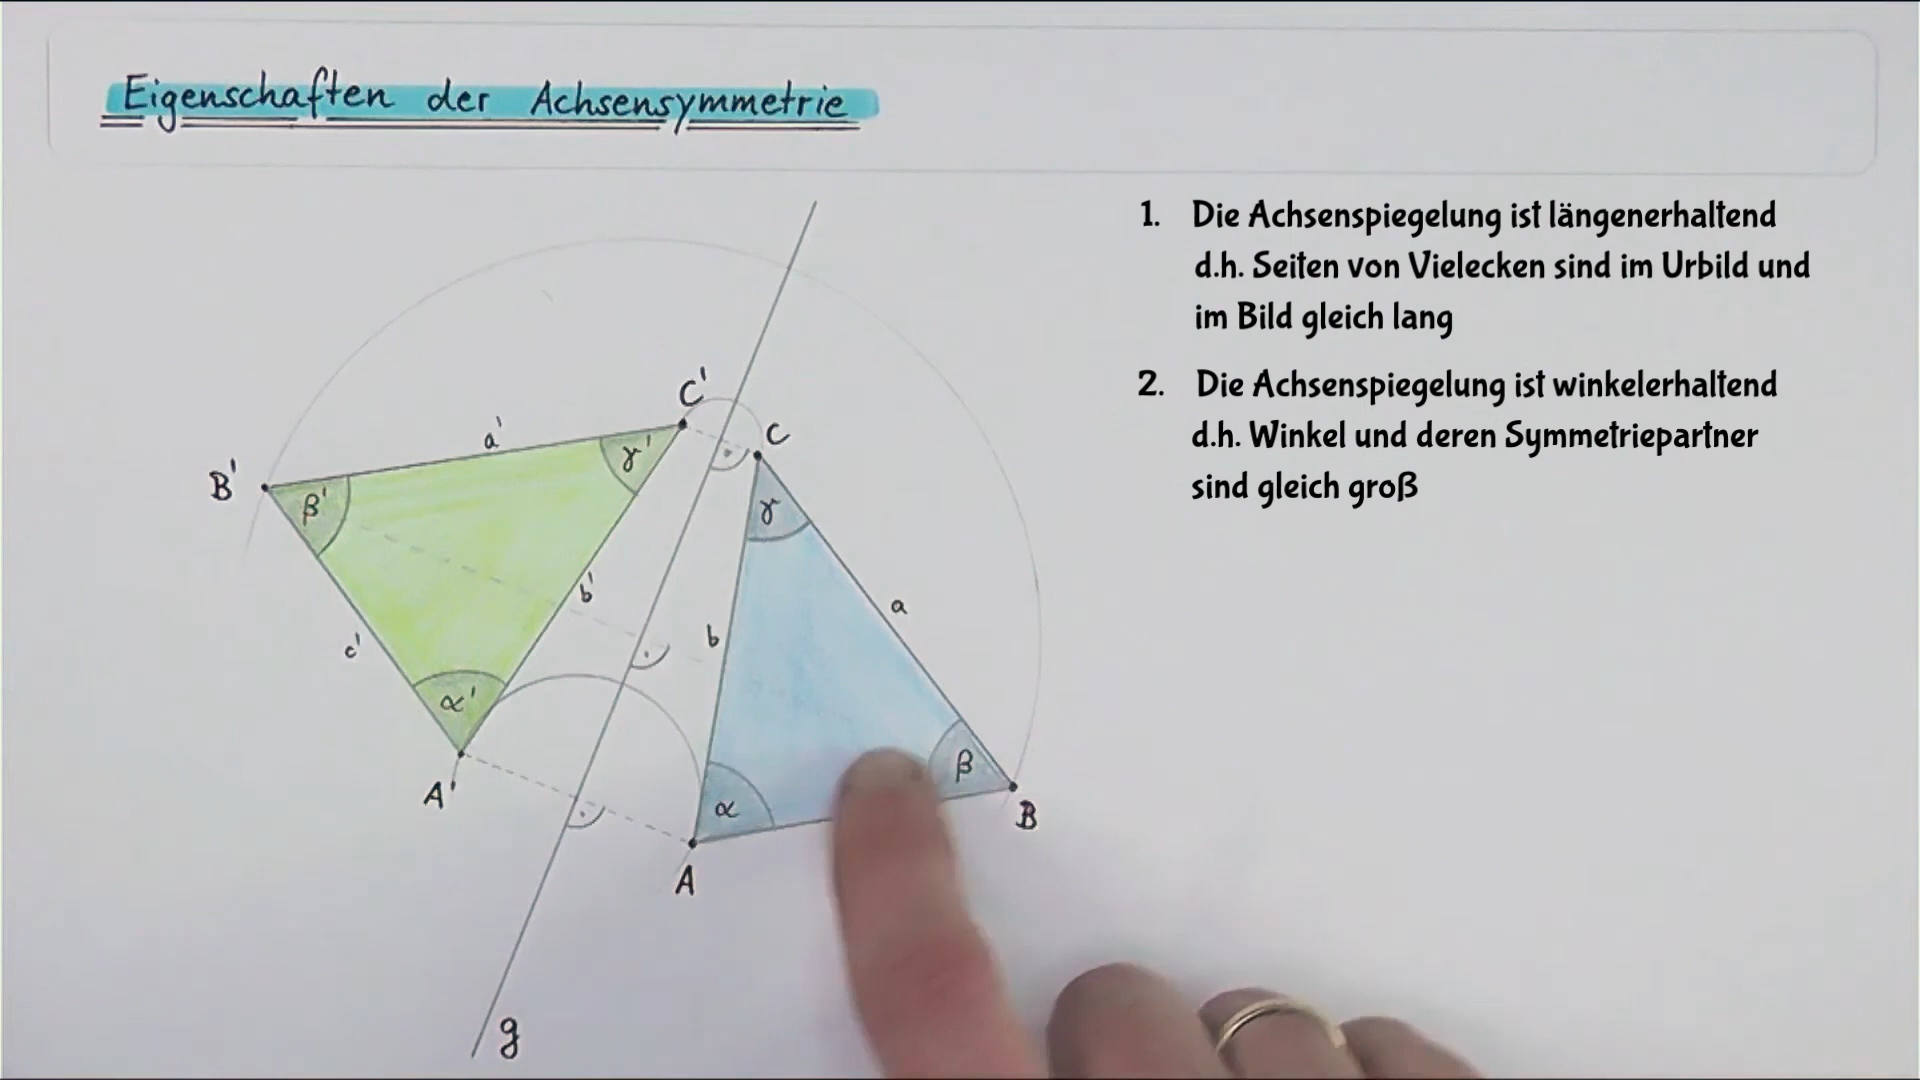 Eigenschaften der Achsensymmetrie
1. Die Achsenspiegelung ist längenerhaltend
d.h. Seiten von Vielecken sind im Urbild und
im Bild gleich lang
2. Die Achsenspiegelung ist winkelerhaltend
d.h. Winkel und deren Symmetriepartner
sind gleich groß
C'
a'
C
γ'
B'
β'
γ
b'
a
c'
b
α'
β
A'
α
B
A
g